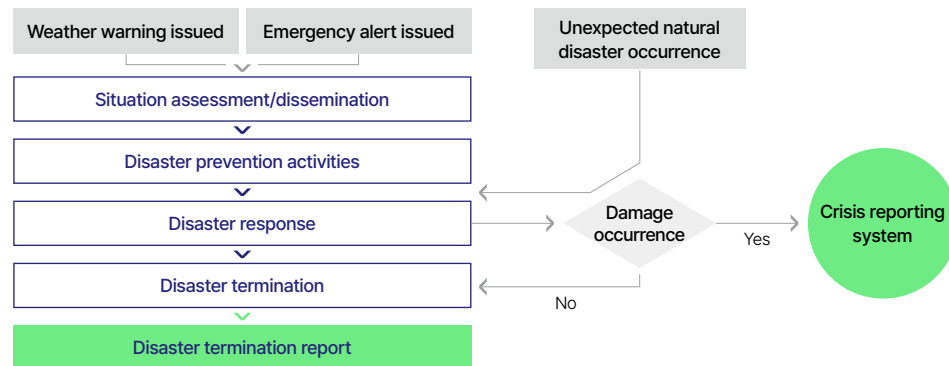 Weather warning issued
Emergency alert issued
Unexpected natural
disaster occurrence
Situation assessment/dissemination
Disaster prevention activities
Disaster response
Damage
occurrence
Yes
Crisis reporting
system
Disaster termination
No
Disaster termination report